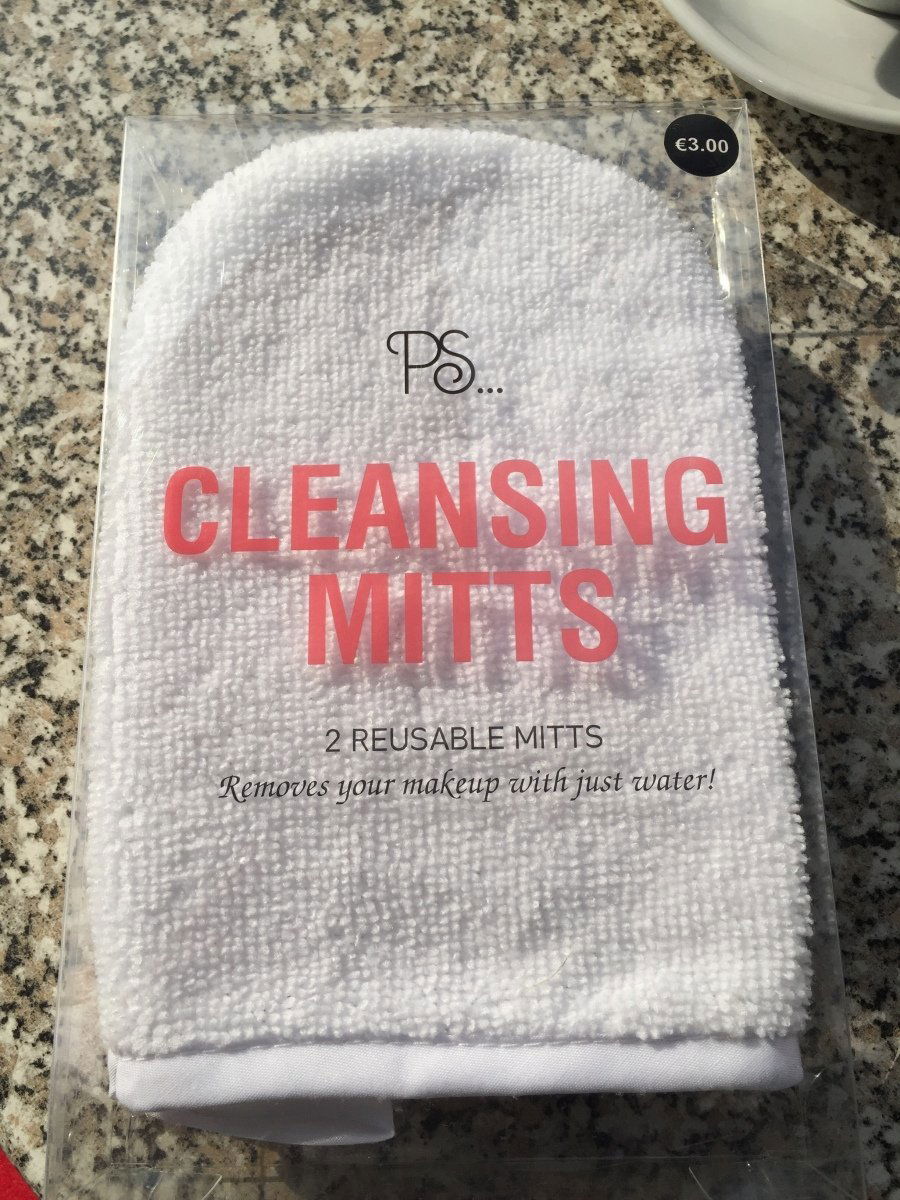 €3.00
PS...
CLEANSING
MITTS
2 REUSABLE MITTS
Removes your makeup with just water!